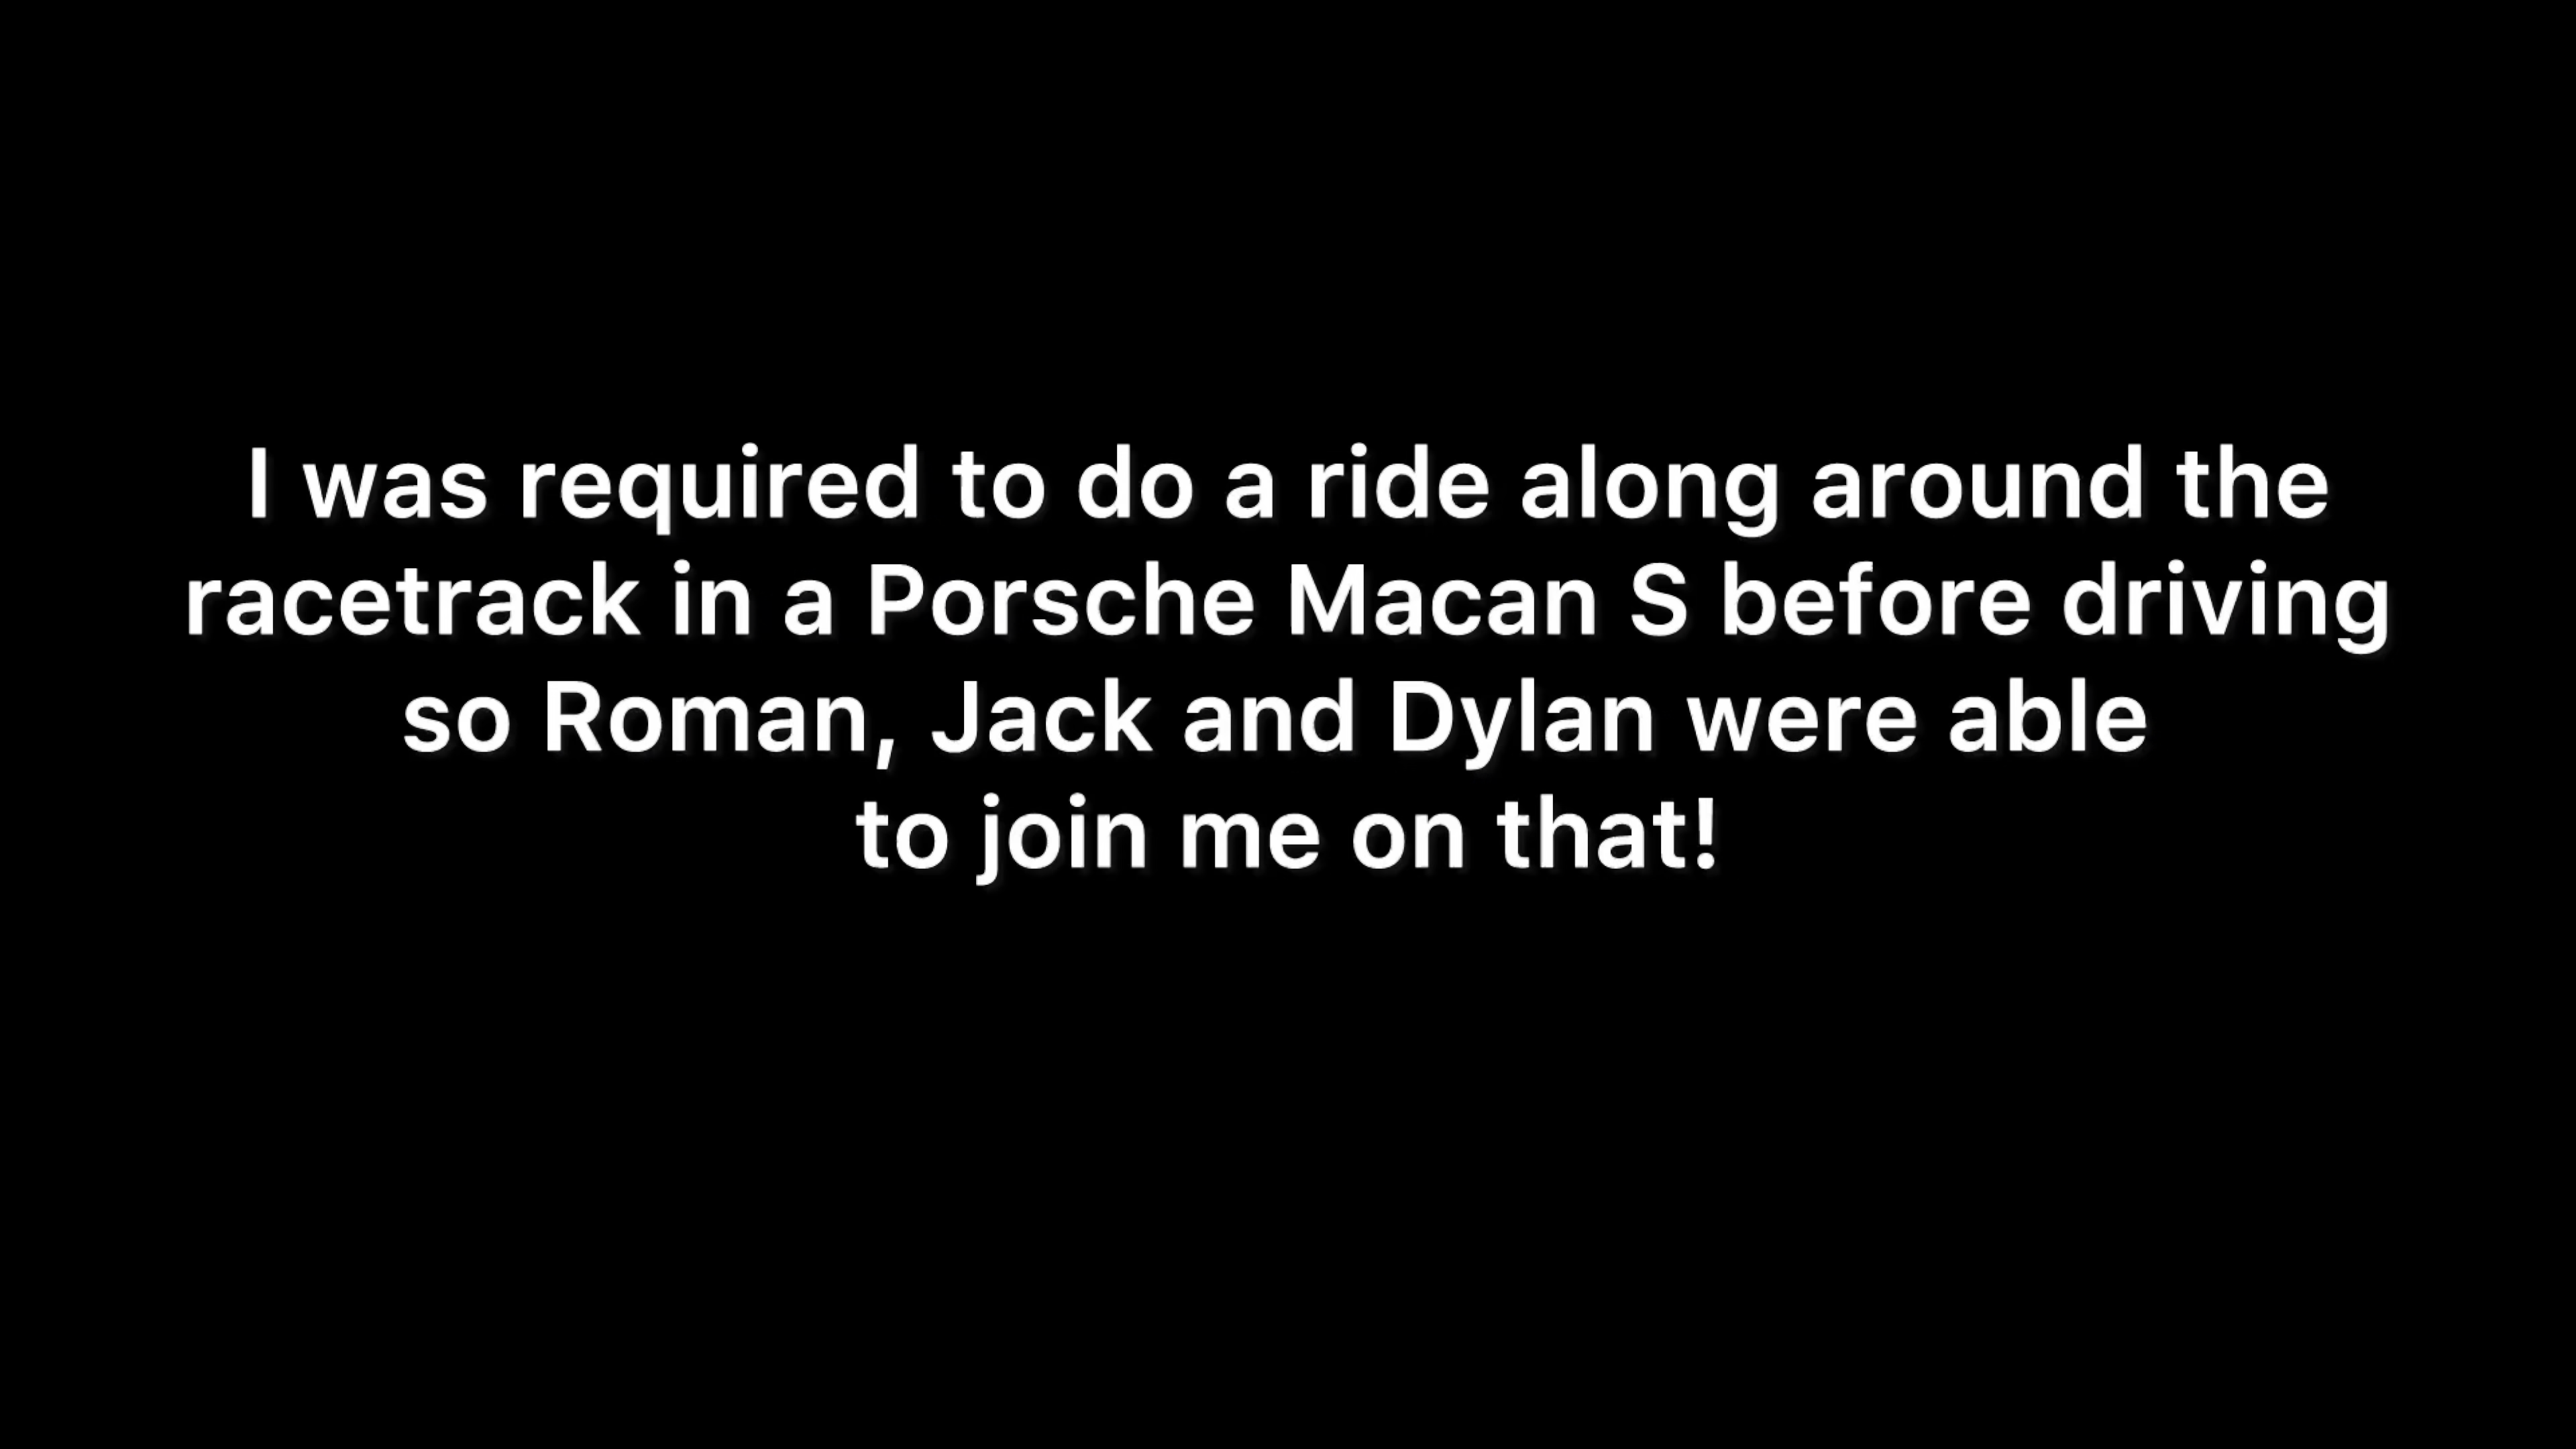 I was required to do a ride along around the
racetrack in a Porsche Macan S before driving
so Roman, Jack and Dylan were able
to join me on that!